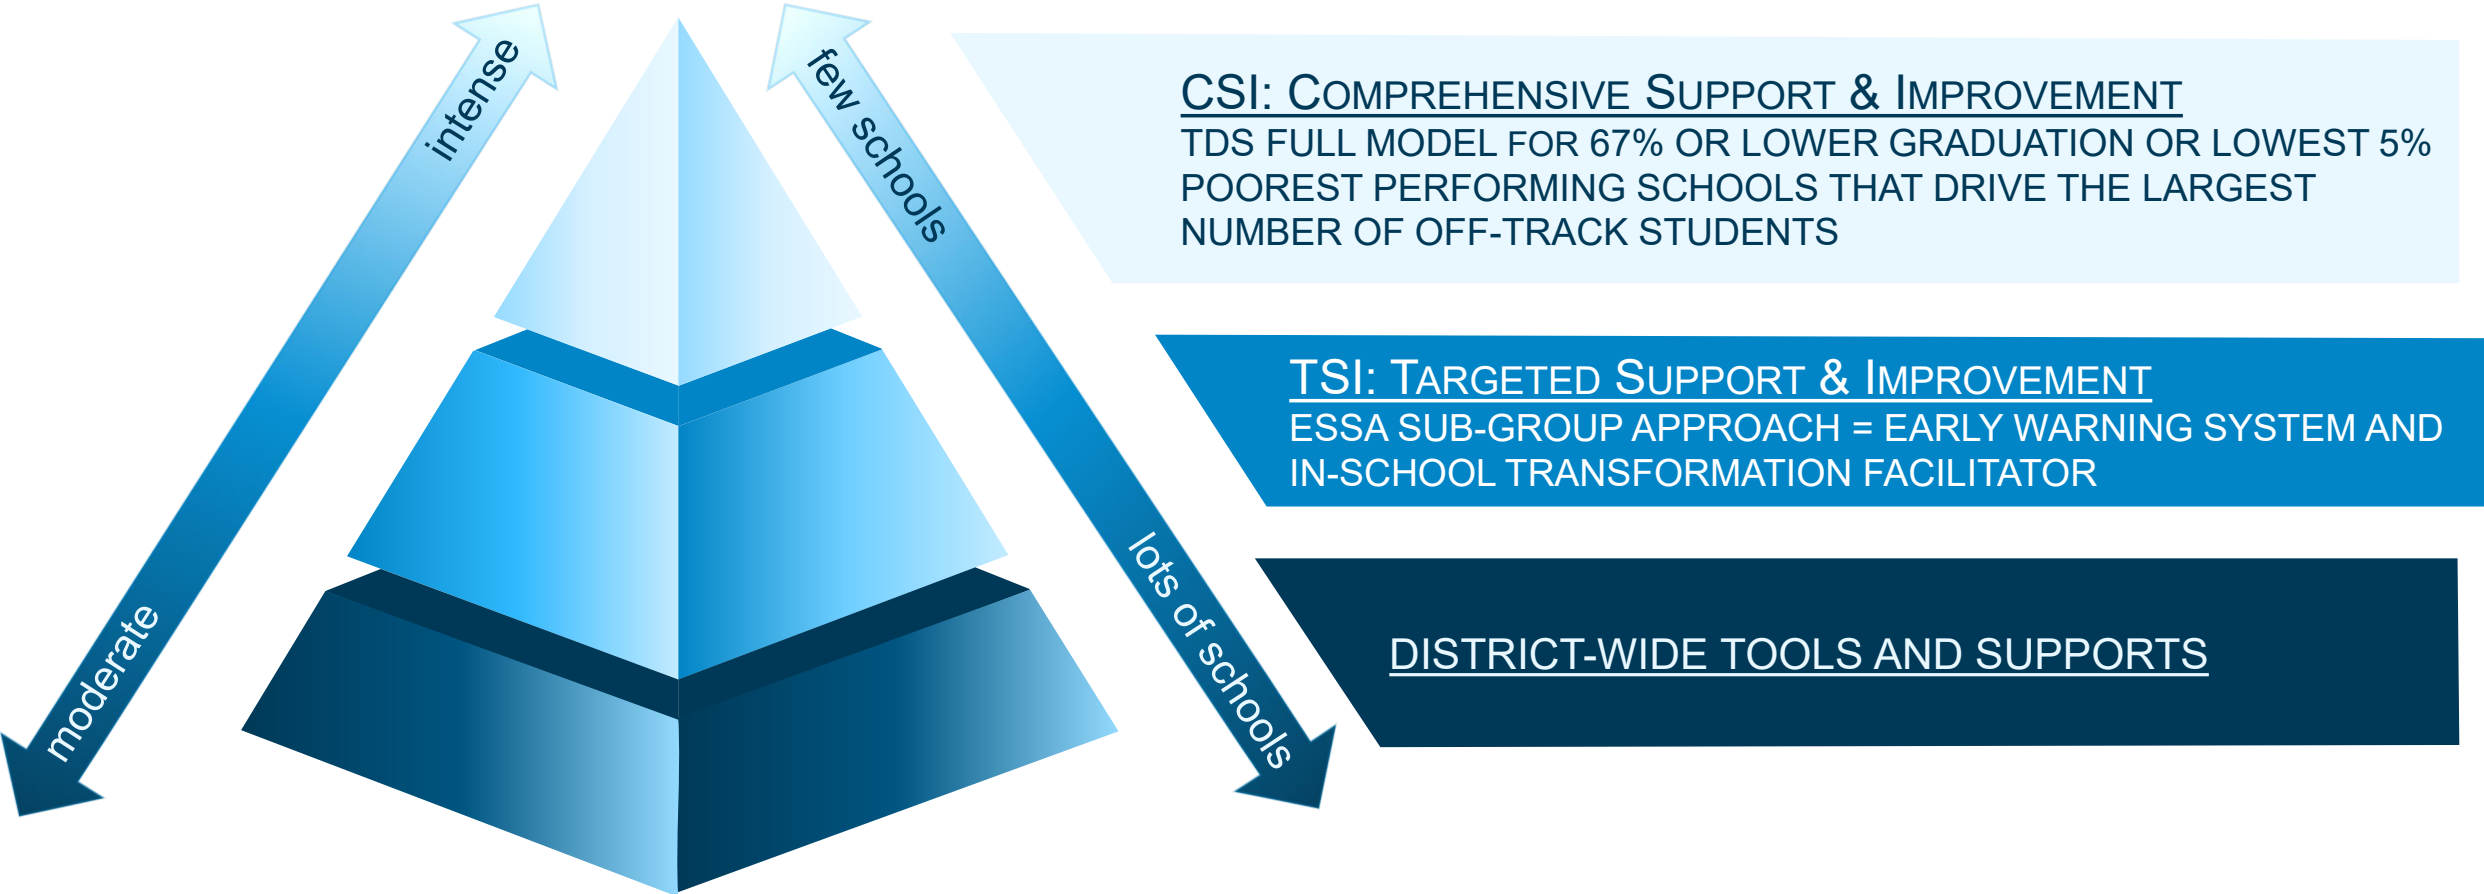 intense
moderate
few schools
lots of schools
CSI: COMPREHENSIVE SUPPORT & IMPROVEMENT
TDS FULL MODEL FOR 67% OR LOWER GRADUATION OR LOWEST 5%
POOREST PERFORMING SCHOOLS THAT DRIVE THE LARGEST
NUMBER OF OFF-TRACK STUDENTS
TSI: TARGETED SUPPORT & IMPROVEMENT
ESSA SUB-GROUP APPROACH = EARLY WARNING SYSTEM AND
IN-SCHOOL TRANSFORMATION FACILITATOR
DISTRICT-WIDE TOOLS AND SUPPORTS